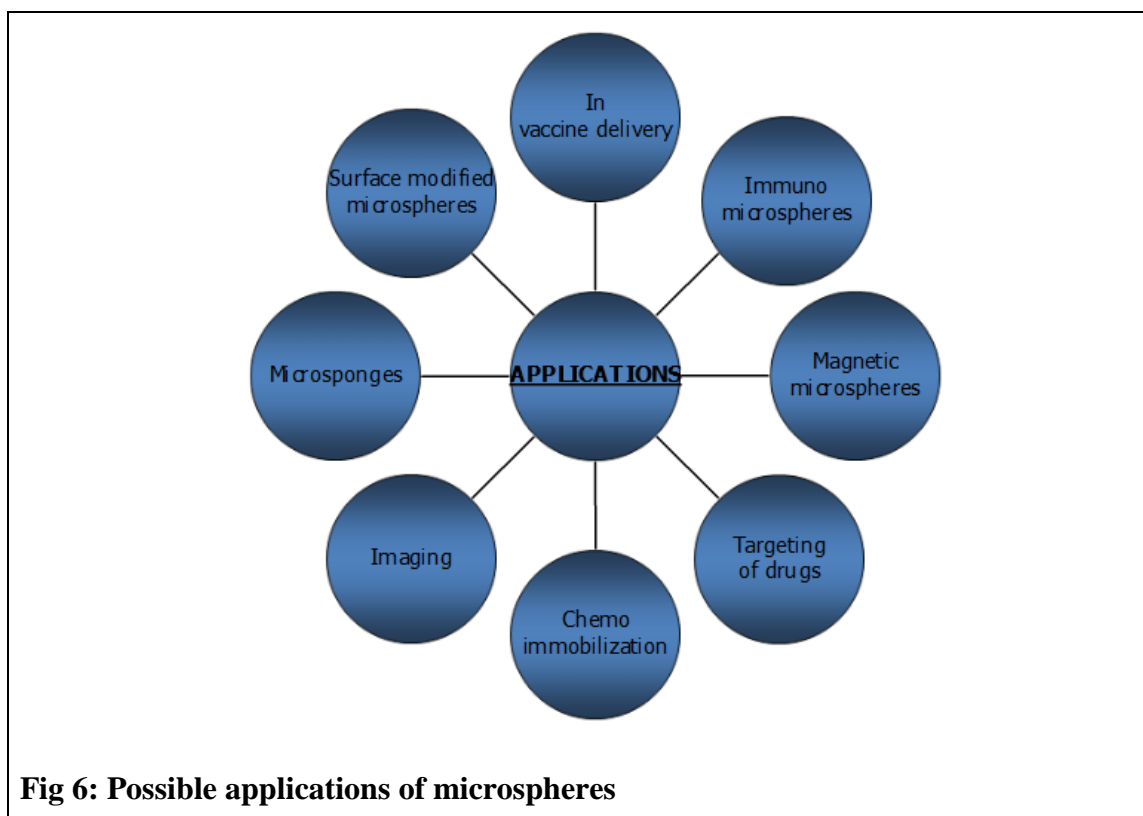 In
vaccine delivery
Immuno
microspheres
Magnetic
microspheres
Targeting
of drugs
Chemo
immobilization
Imaging
Microsponges
Surface modified
microspheres
APPLICATIONS
Fig 6: Possible applications of microspheres